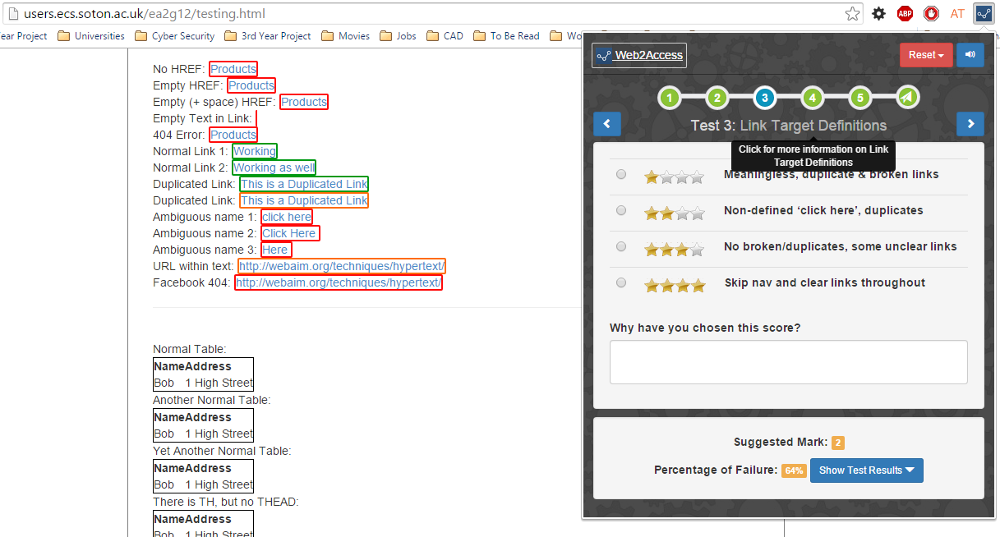 users.ecs.soton.ac.uk/ea2g12/testing.html
ABP
AT
ear Project Universities Cyber Security 3rd Year Project Movies Jobs CAD To Be Read
No HREF: Products
Empty HREF: Products
Empty (+ space) HREF: Products
Empty Text in Link:
404 Error: Products
Normal Link 1: Working
Normal Link 2: Working as well
Duplicated Link: This is a Duplicated Link
Duplicated Link: This is a Duplicated Link
Ambiguous name 1: click here
Ambiguous name 2: Click Here
Ambiguous name 3: Here
URL within text: http://webaim.org/techniques/hypertext/
Facebook 404: http://webaim.org/techniques/hypertext/
Normal Table:
NameAddress
Bob 1 High Street
Another Normal Table:
NameAddress
Bob 1 High Street
Yet Another Normal Table:
NameAddress
Bob 1 High Street
There is TH, but no THEAD:
NameAddress
Bob 1 High Street
Web2Access
Reset
1 2 3 4 5
Test 3: Link Target Definitions
Click for more information on Link
Target Definitions
Meaningless, duplicate & broken links
Non-defined ‘click here’, duplicates
No broken/duplicates, some unclear links
Skip nav and clear links throughout
Why have you chosen this score?
Suggested Mark: 2
Percentage of Failure: 64% Show Test Results